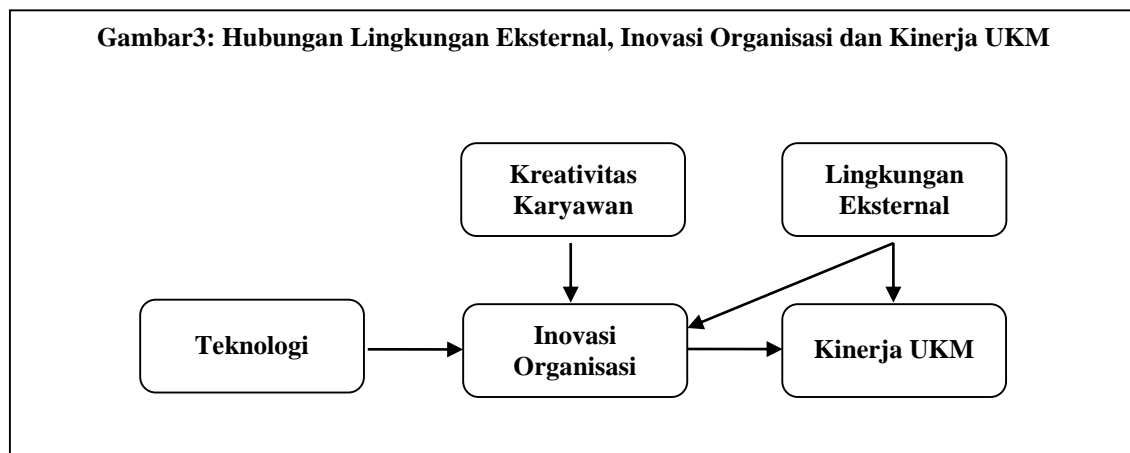 Gambar3: Hubungan Lingkungan Eksternal, Inovasi Organisasi dan Kinerja UKM
Kreativitas
Karyawan
Lingkungan
Eksternal
Teknologi
Inovasi
Organisasi
Kinerja UKM